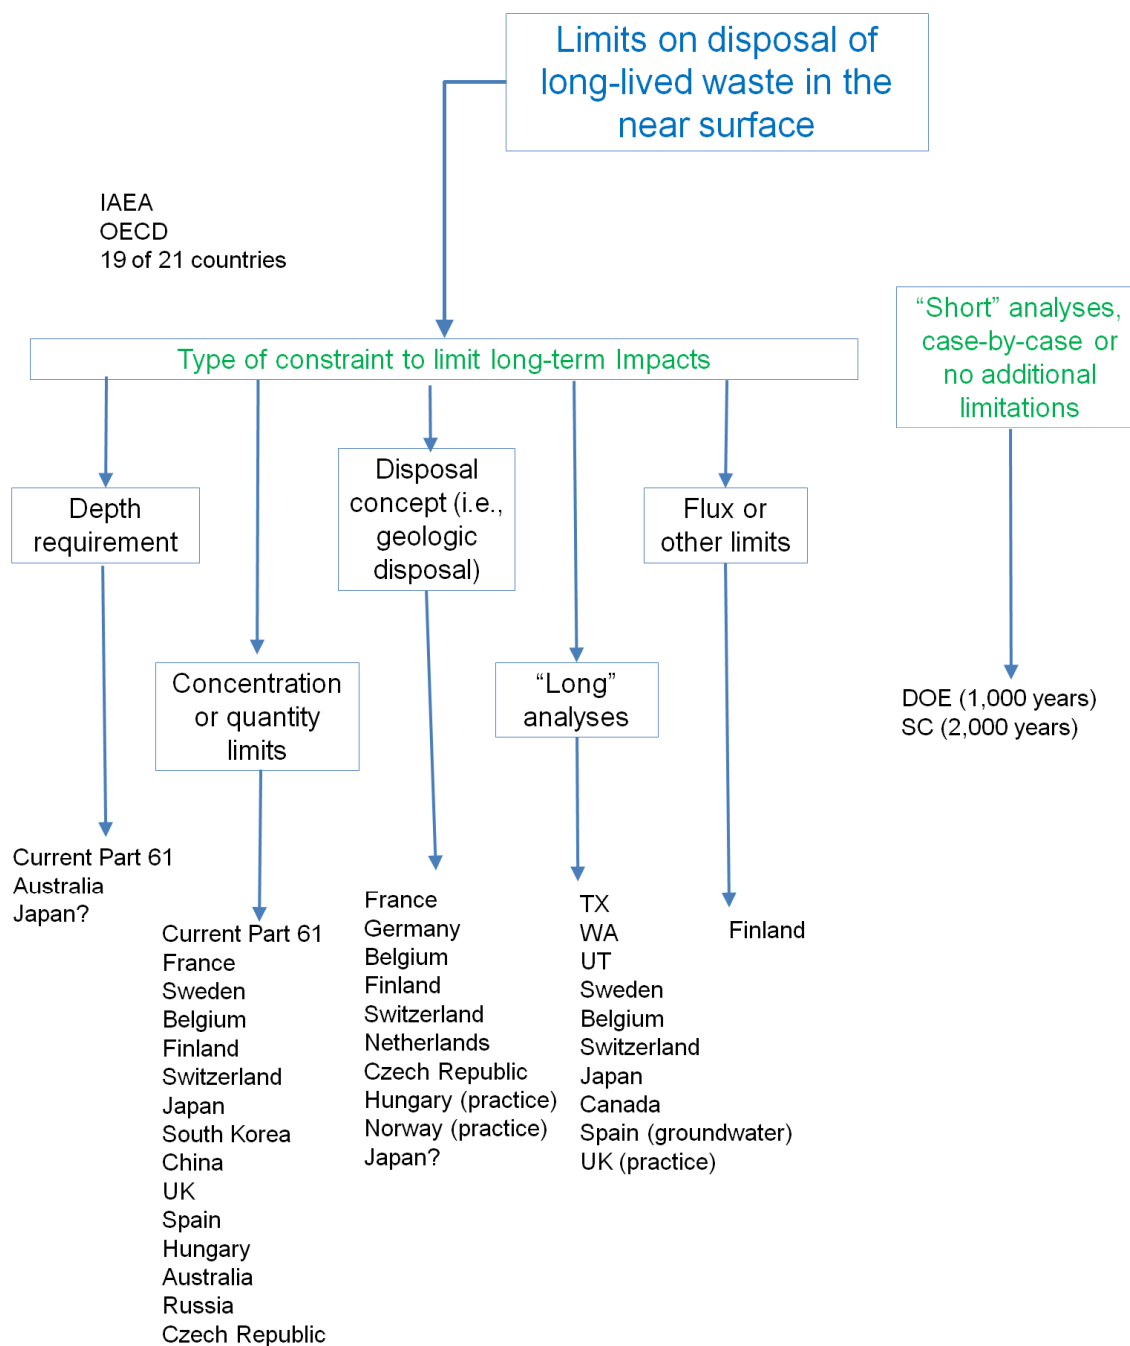 Limits on disposal of
long-lived waste in the
near surface
IAEA
OECD
19 of 21 countries
“Short” analyses,
case-by-case or
no additional
limitations
Type of constraint to limit long-term Impacts
Depth
requirement
Disposal
concept (i.e.,
geologic
disposal)
Flux or
other limits
Concentration
or quantity
limits
“Long”
analyses
DOE (1,000 years)
SC (2,000 years)
Current Part 61
Australia
Japan?
Current Part 61
France
Sweden
Belgium
Finland
Switzerland
Japan
South Korea
China
UK
Spain
Hungary
Australia
Russia
Czech Republic
France
Germany
Belgium
Finland
Switzerland
Netherlands
Czech Republic
Hungary (practice)
Norway (practice)
Japan?
TX
WA
UT
Sweden
Belgium
Switzerland
Japan
Canada
Spain (groundwater)
UK (practice)
Finland